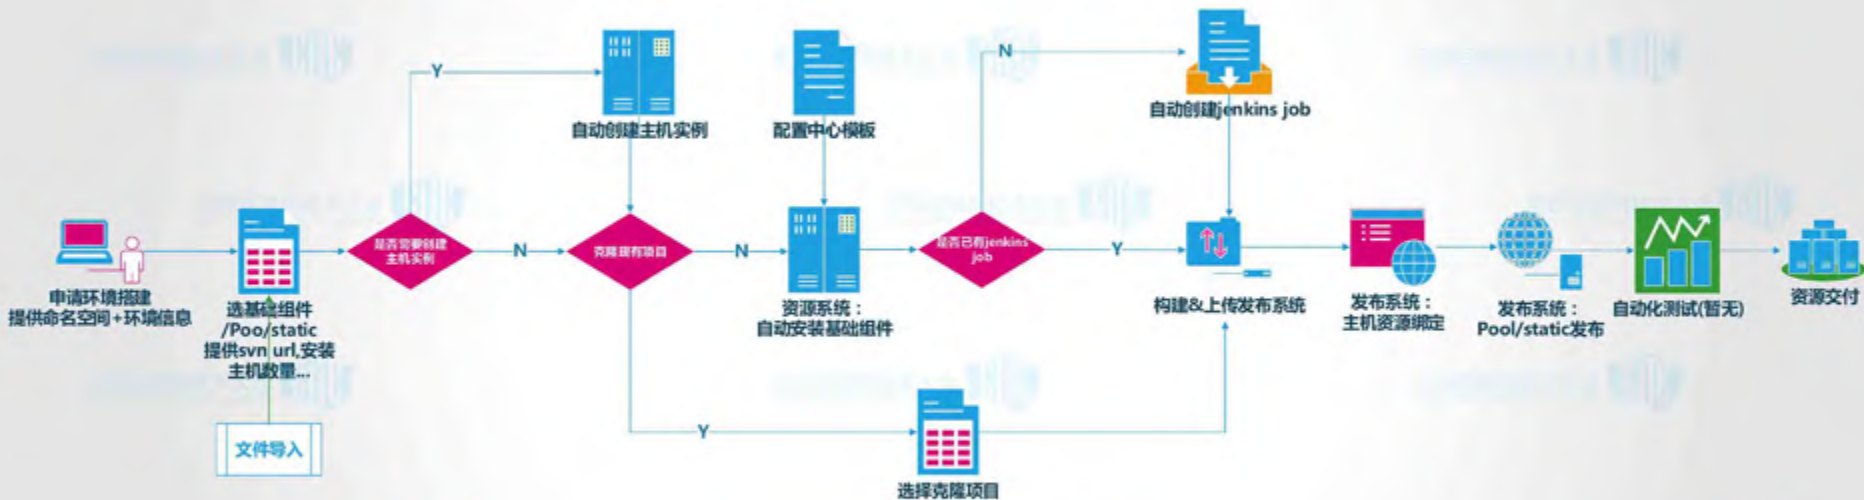 申请环境搭建
提供命名空间+环境信息
选基础组件
/Poo/static
提供svn url,安装
主机数量...
文件导入
是否需要创建
主机实例
Y
N
自动创建主机实例
克隆现有项目
N
Y
配置中心模板
资源系统：
自动安装基础组件
是否已有jenkins
job
N
Y
自动创建jenkins job
选择克隆项目
构建&上传发布系统
发布系统：
主机资源绑定
发布系统：
Pool/static发布
自动化测试(暂无)
资源交付